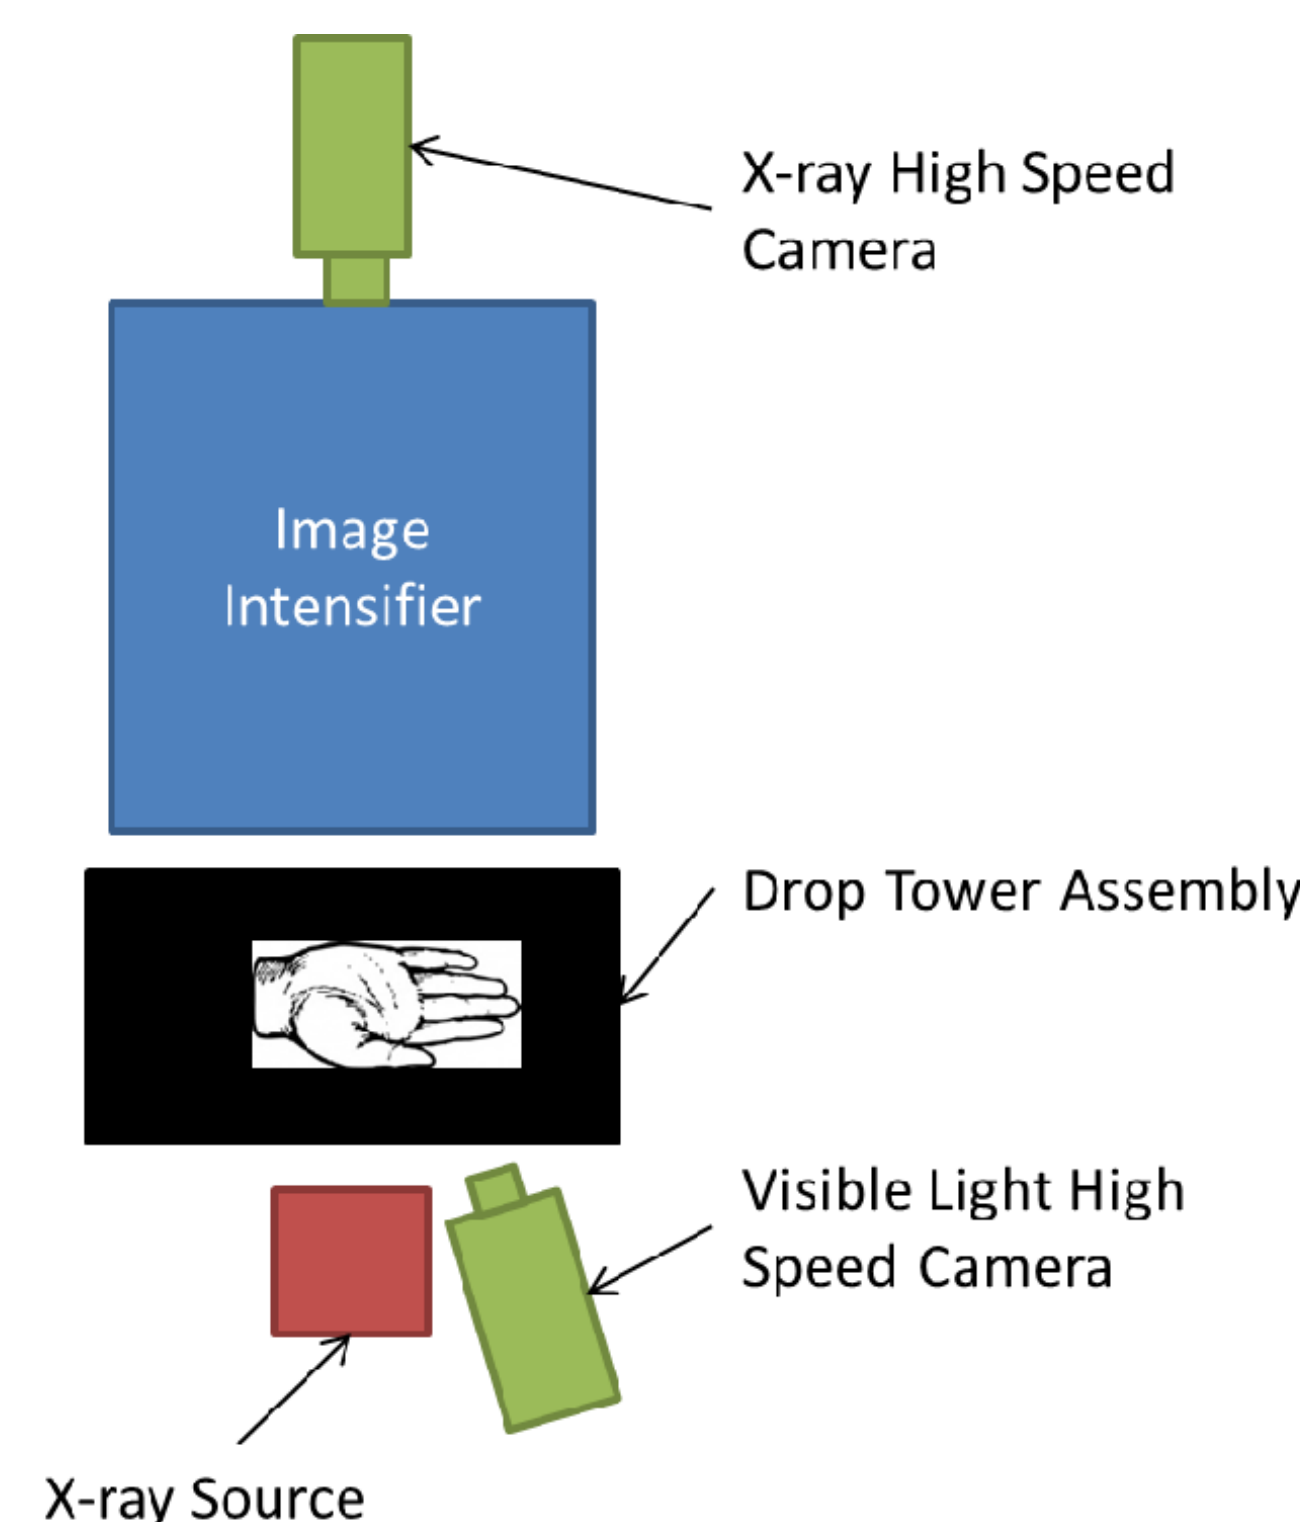 X-ray High Speed
Camera
Image
Intensifier
Drop Tower Assembly
Visible Light High
Speed Camera
X-ray Source